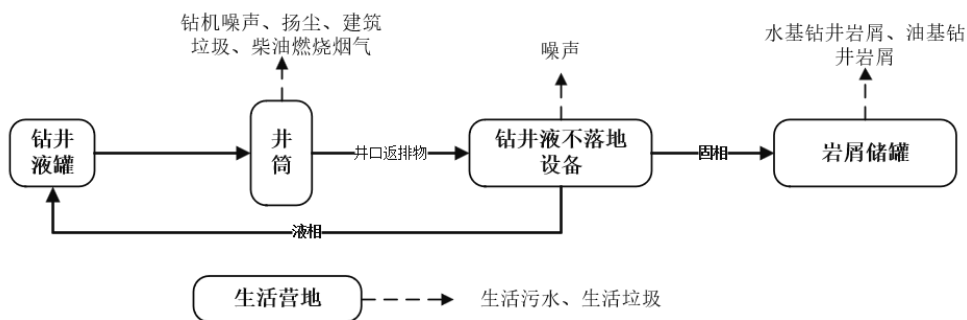 钻机噪声、扬尘、建筑
垃圾、柴油燃烧烟气
噪声
水基钻井岩屑、油基钻
井岩屑
钻井
液罐
井
筒
井口返排物
钻井液不落地
设备
固相
岩屑储罐
液相
生活营地
生活污水、生活垃圾